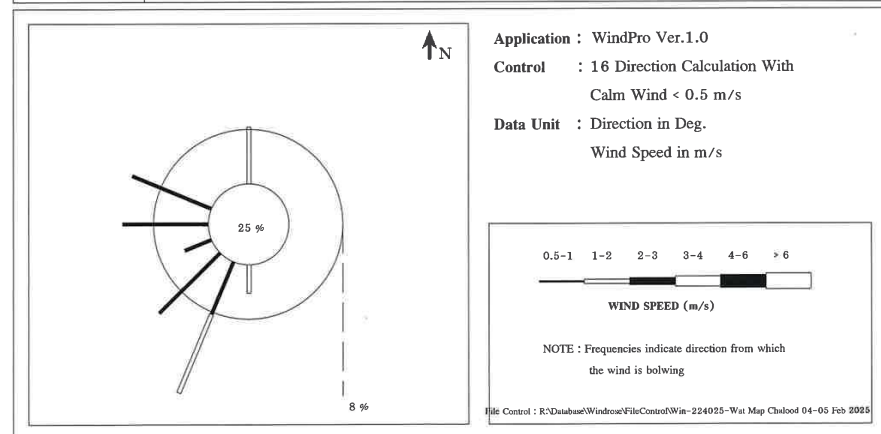 N
25 %
8 %
Application : WindPro Ver.1.0
Control : 16 Direction Calculation With
Calm Wind < 0.5 m/s
Data Unit : Direction in Deg.
Wind Speed in m/s
0.5-1 1-2 2-3 3-4 4-6 > 6
WIND SPEED (m/s)
NOTE : Frequencies indicate direction from which
the wind is bolwing
File Control : R:\Database\Windrose\FileControl\Win-224025-Wat Map Chalood 04-05 Feb 2025